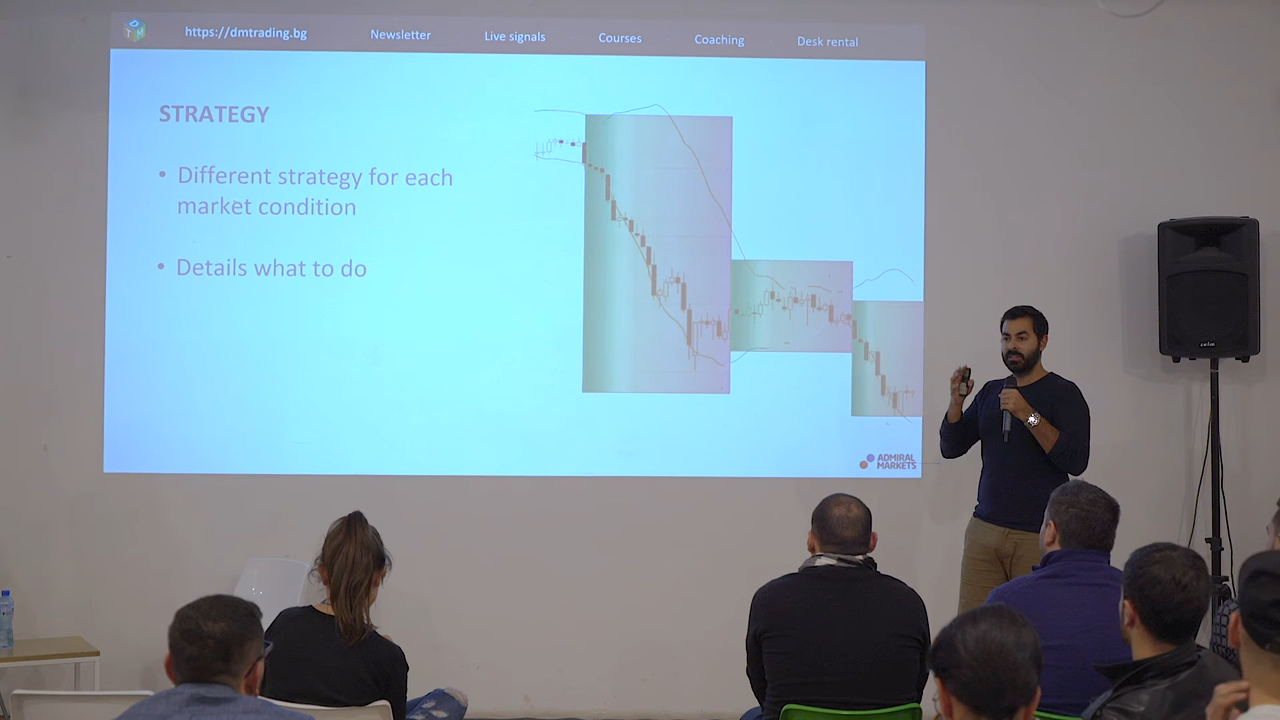 https://dmtrading.bg Newsletter Live signals Courses Coaching Desk rental
STRATEGY
• Different strategy for each
market condition
• Details what to do
ADMIRAL
MARKETS